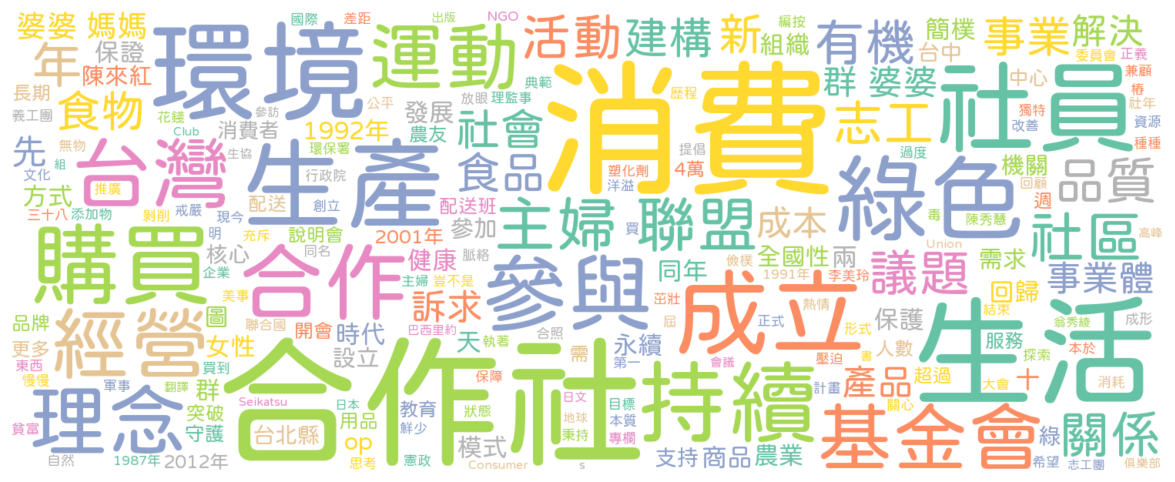 婆婆 媽媽
國際
差距
出版
NGO
編按
年
保證
環境
運動
活動
建構
新
組織
有機
簡樸
台中
事業
解決
委員會
正義
陳來紅
長期
義工團
食物
花錢
參訪
Club
消費者
公平
1992年
環保署
發展
農友
放眼
理監事
典範
社會
消費
歷程
群
婆婆
志工
中心
社員
兼顧
樁
獨特
社年
改善
資源
種種
先
無物
組
文化
台灣
生協
行政院
生產
食品
塑化劑
洋溢
提倡
4萬
過度
綠色
機關
回顧
週
品質
方式
推廣
三十八
添加物
剝削
戒嚴
現今
配送
創立
配送班
參加
主婦
聯盟
買
成本
毒
陳秀慧
社區
高峰
購買
明
充斥
同名
說明會
2001年
核心
企業
合作
健康
脈絡
參與
儉樸
同年
全國性
兩
1991年
李美玲
Union
議題
需求
事業體
美事
主婦
豈不是
訴求
茁壯
成立
熱情
回歸
結束
翁秀綾
成形
品牌
圖
聯合國
開會
時代
巴西里約
執著
合照
屆
正式
形式
保護
人數
生活
服務
探索
本於
更多
經營
女性
設立
天
需
永續
第一
會議
壓迫
書
東西
慢慢
買到
軍事
翻譯
群
合作社
保障
日文
目標
持續
計畫
產品
超過
大會
十
關心
消耗
理念
突破
守護
Seikatsu
日本
用品
教育
鮮少
狀態
地球
本質
秉持
專欄
基金會
綠
關係
貧富
自然
1987年
2012年
台北縣
op
思考
憲政
模式
Consumer
s
支持
商品
農業
希望
志工團
俱樂部